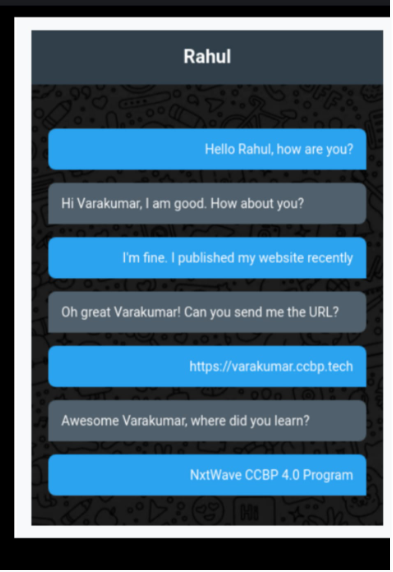 Rahul
Hello Rahul, how are you?
Hi Varakumar, I am good. How about you?
I'm fine. I published my website recently
Oh great Varakumar! Can you send me the URL?
https://varakumar.ccbp.tech
Awesome Varakumar, where did you learn?
NxtWave CCBP 4.0 Program